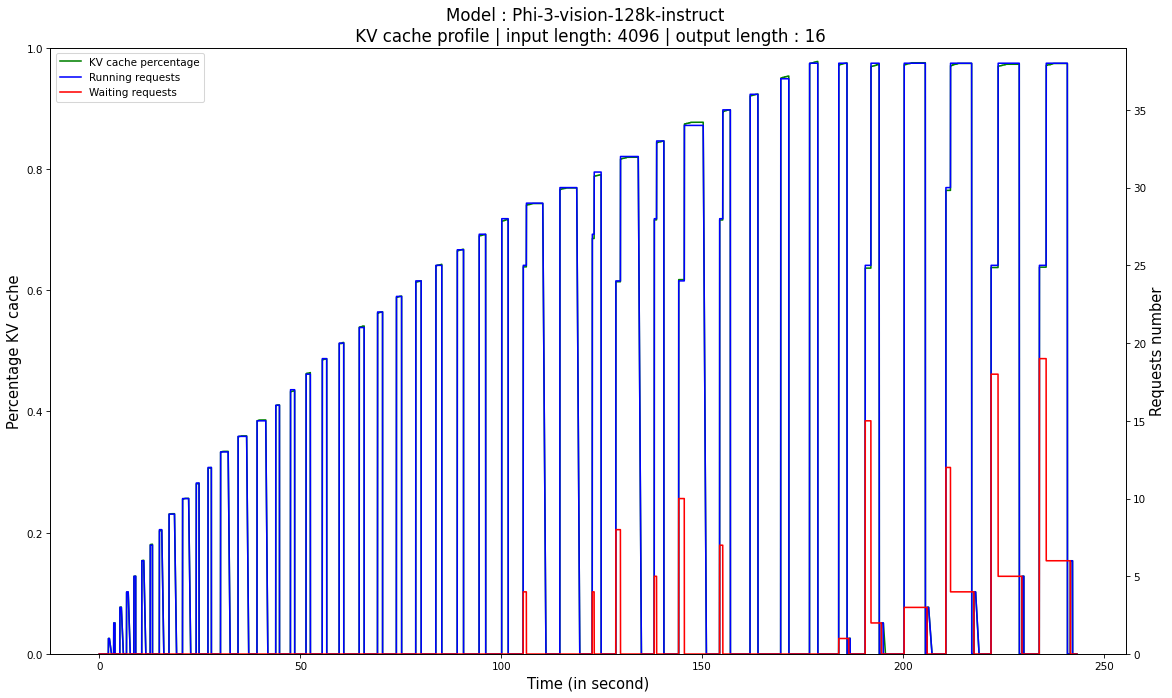 Model : Phi-3-vision-128k-instruct
KV cache profile | input length: 4096 | output length : 16
KV cache percentage
Running requests
Waiting requests
Percentage KV cache
1.0
0.8
0.6
0.4
0.2
0.0
35
30
25
20
15
10
5
0
Requests number
0 50 100 150 200 250
Time (in second)